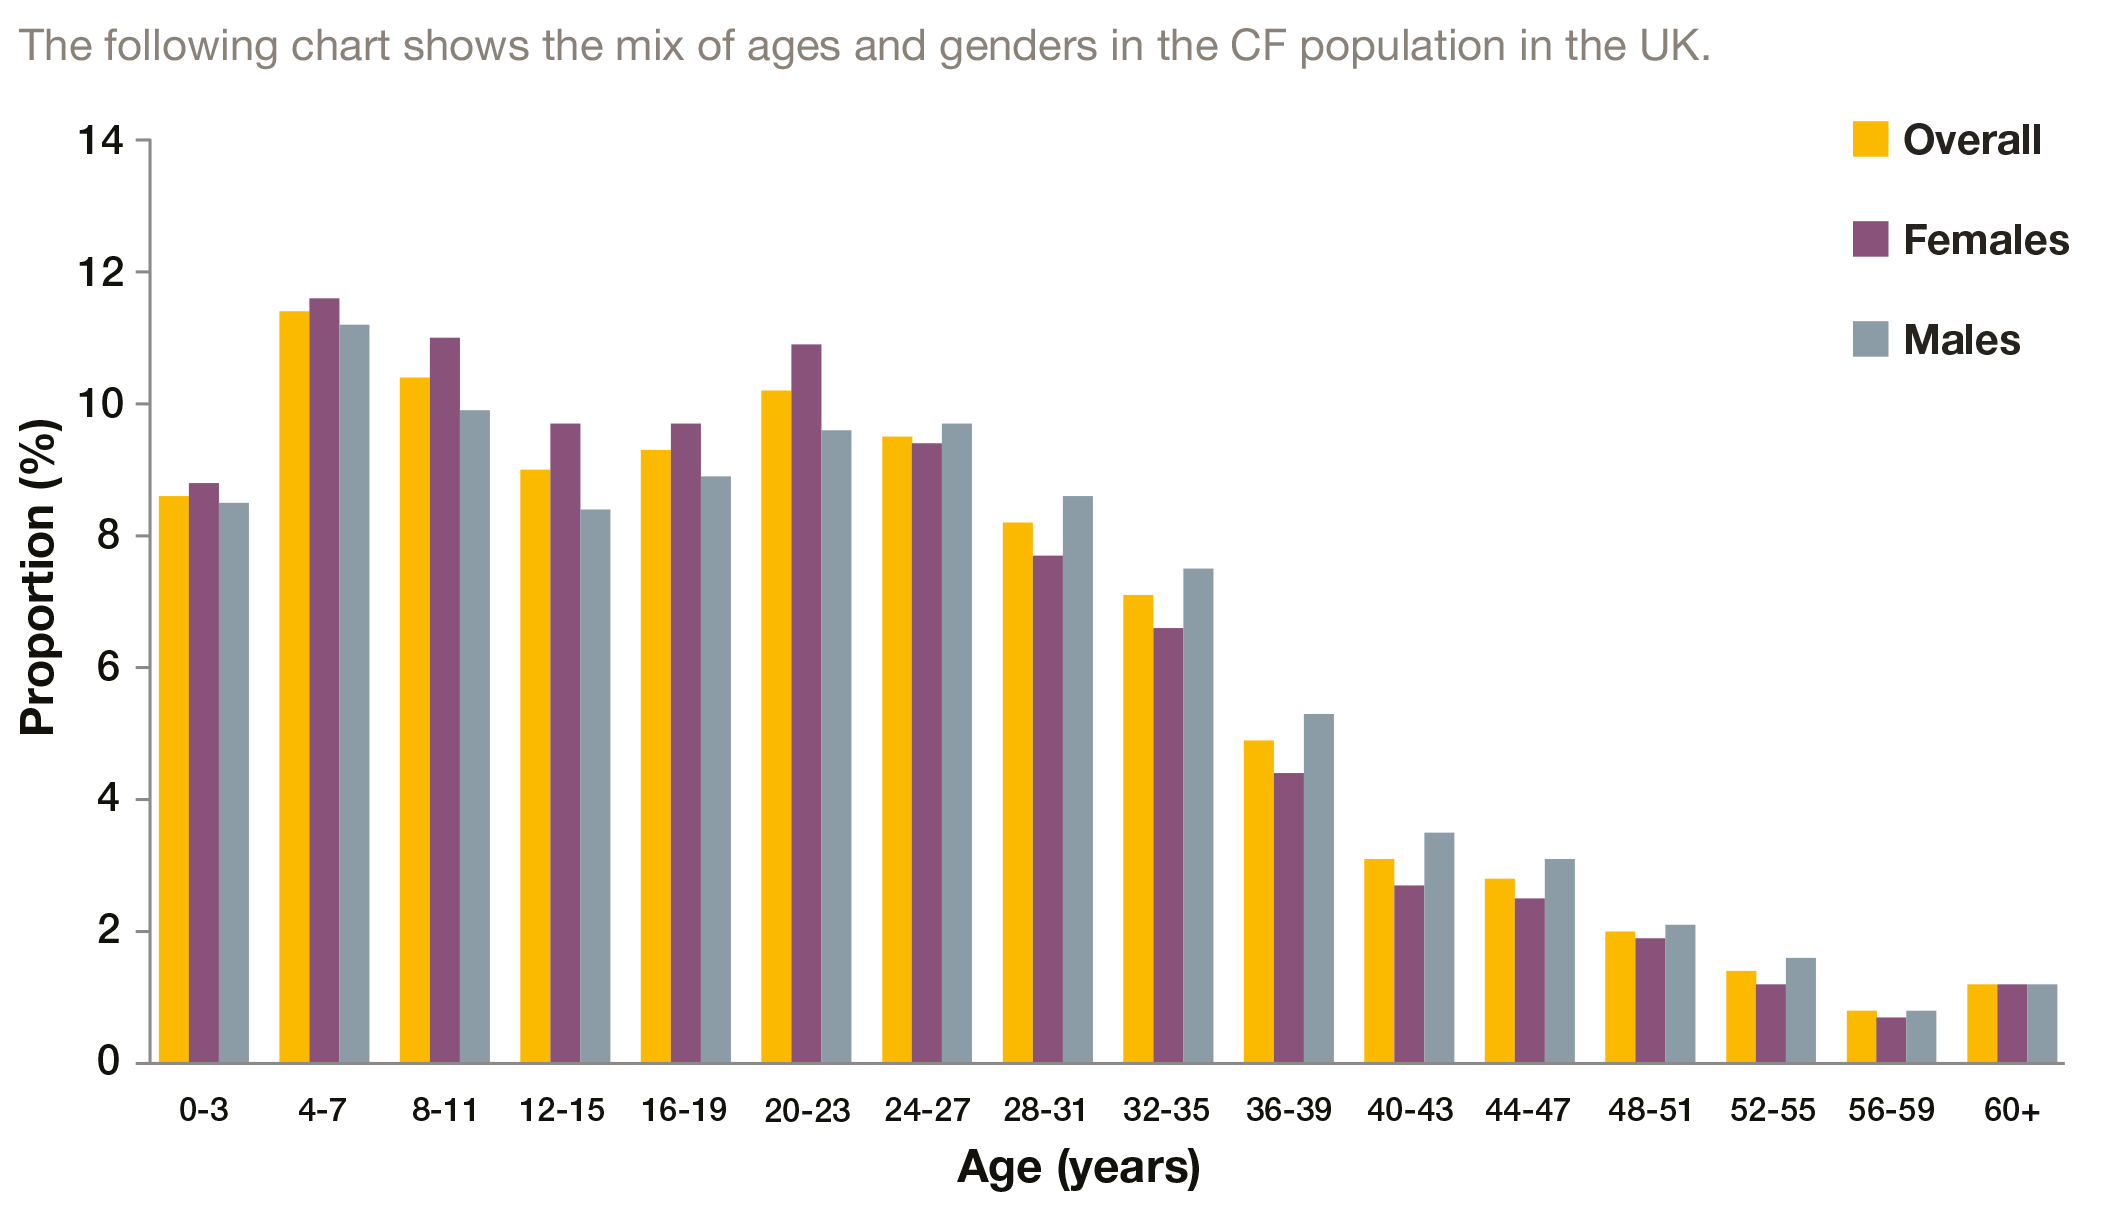 The following chart shows the mix of ages and genders in the CF population in the UK.
Overall
Females
Males
Proportion (%)
14
12
10
8
6
4
2
0
0-3 4-7 8-11 12-15 16-19 20-23 24-27 28-31 32-35 36-39 40-43 44-47 48-51 52-55 56-59 60+
Age (years)